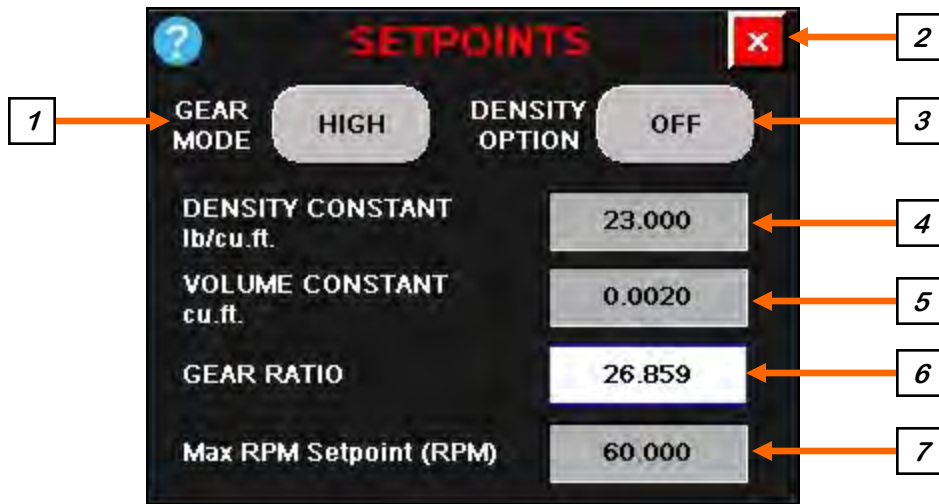 ? SETPOINTS × 2
1 GEAR MODE HIGH DENSITY OPTION OFF 3
DENSITY CONSTANT
lb/cu.ft. 23.000 4
VOLUME CONSTANT
cu.ft. 0.0020 5
GEAR RATIO 26.859 6
Max RPM Setpoint (RPM) 60.000 7